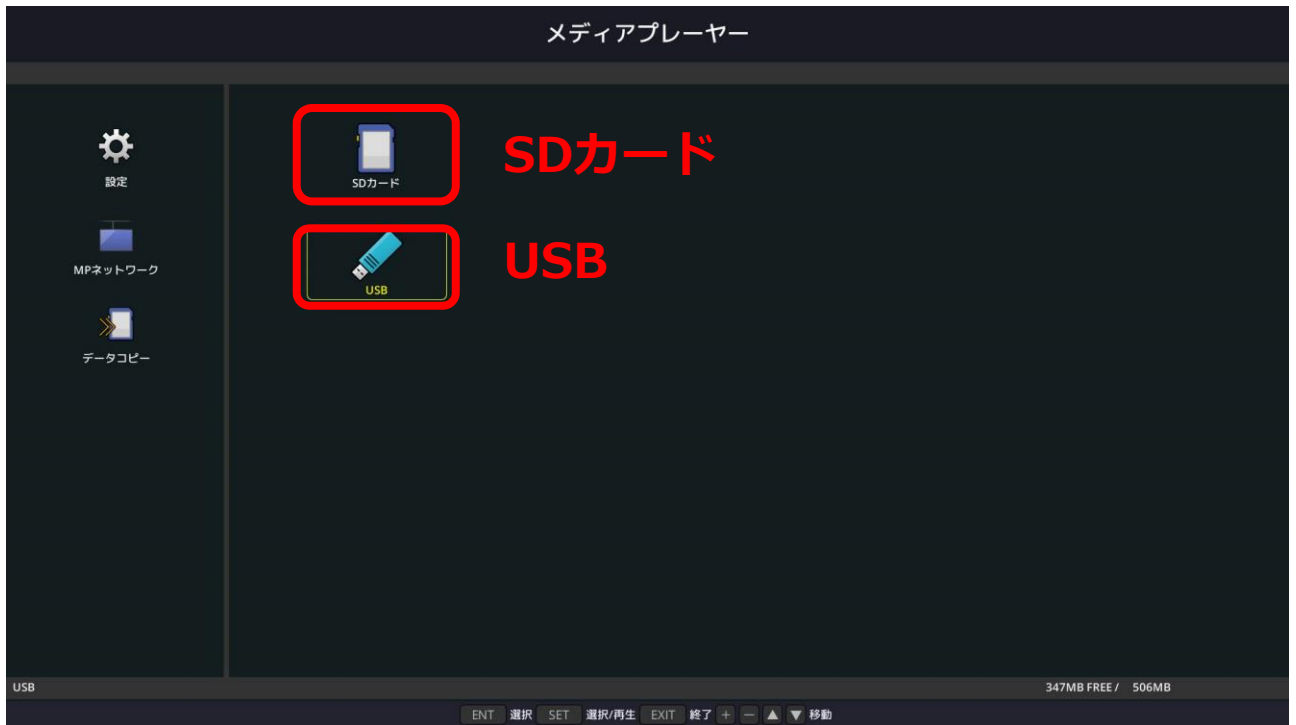 メディアプレーヤー
設定
MPネットワーク
データコピー
SDカード
SDカード
USB
USB
USB
347MB FREE / 506MB
ENT 選択 SET 選択/再生 EXIT 終了 + − ▲ ▼ 移動